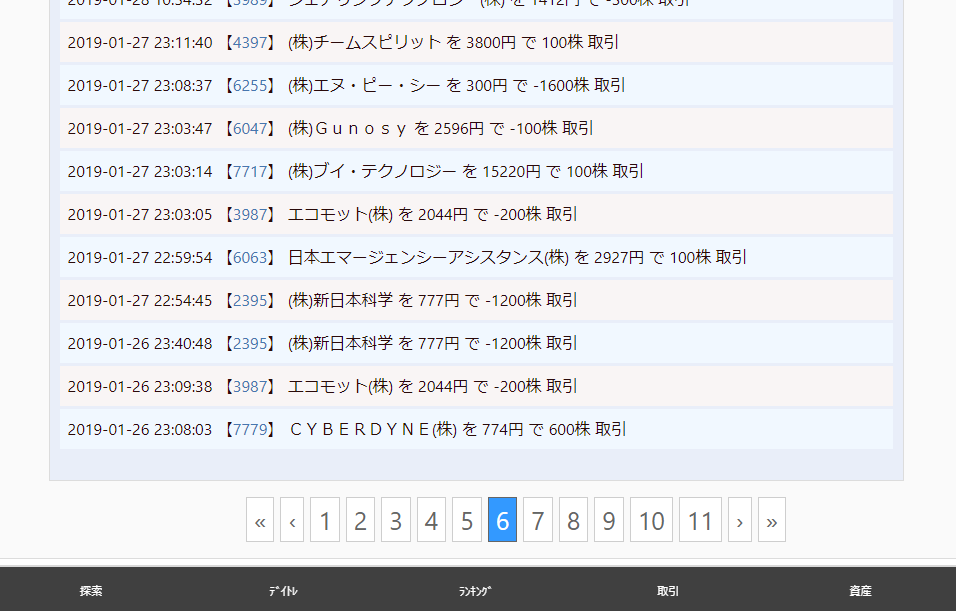 2019-01-28 10:34:32 【3989】 シェアリングテクノロジー(株) を 1412円 で -300株 取引
2019-01-27 23:11:40 【4397】 (株)チームスピリット を 3800円 で 100株 取引
2019-01-27 23:08:37 【6255】 (株)エヌ・ピー・シー を 300円 で -1600株 取引
2019-01-27 23:03:47 【6047】 (株)Ｇｕｎｏｓｙ を 2596円 で -100株 取引
2019-01-27 23:03:14 【7717】 (株)ブイ・テクノロジー を 15220円 で 100株 取引
2019-01-27 23:03:05 【3987】 エコモット(株) を 2044円 で -200株 取引
2019-01-27 22:59:54 【6063】 日本エマージェンシーアシスタンス(株) を 2927円 で 100株 取引
2019-01-27 22:54:45 【2395】 (株)新日本科学 を 777円 で -1200株 取引
2019-01-26 23:40:48 【2395】 (株)新日本科学 を 777円 で -1200株 取引
2019-01-26 23:09:38 【3987】 エコモット(株) を 2044円 で -200株 取引
2019-01-26 23:08:03 【7779】 ＣＹＢＥＲＤＹＮＥ(株) を 774円 で 600株 取引
« ‹ 1 2 3 4 5 6 7 8 9 10 11 › »
探索 ﾃﾞｲﾄﾚ ﾗﾝｷﾝｸﾞ 取引 資産